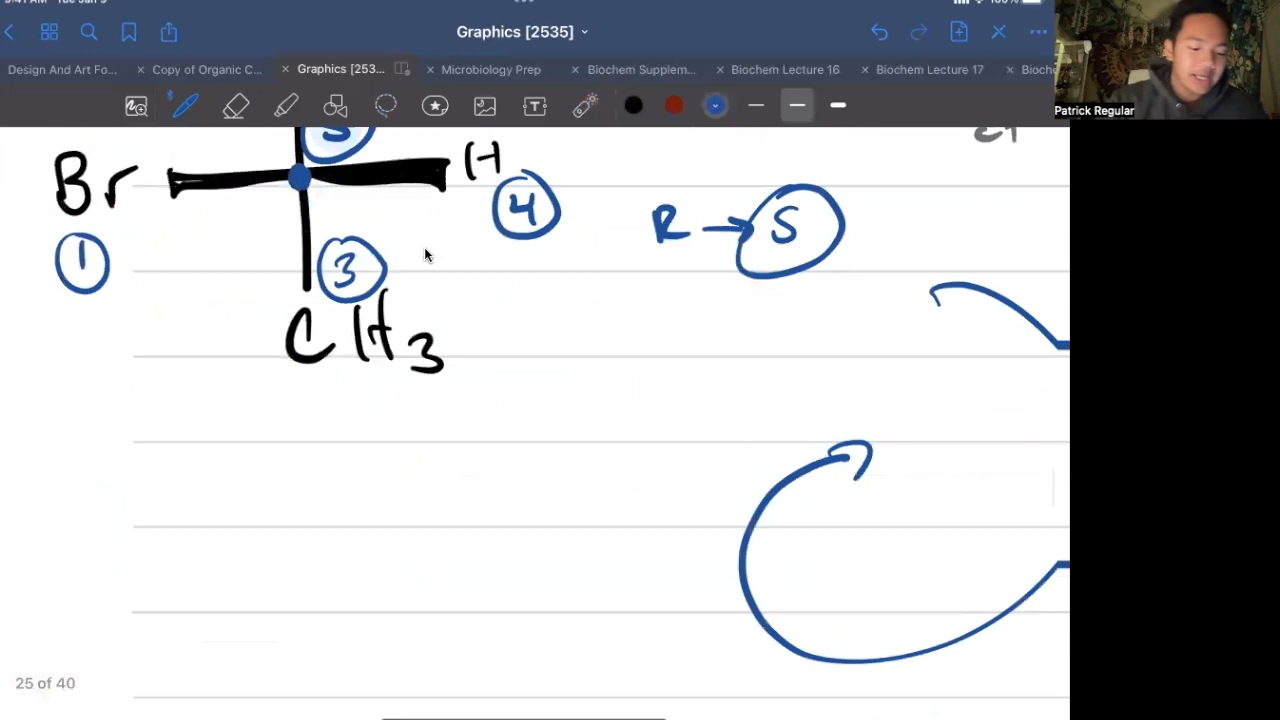 Graphics [2535]
Design And Art Fo... Copy of Organic C... Graphics [253... Microbiology Prep Biochem Supplem... Biochem Lecture 16 Biochem Lecture 17
Patrick Regular
Br H
4
R → S
1
3
CH3
25 of 40